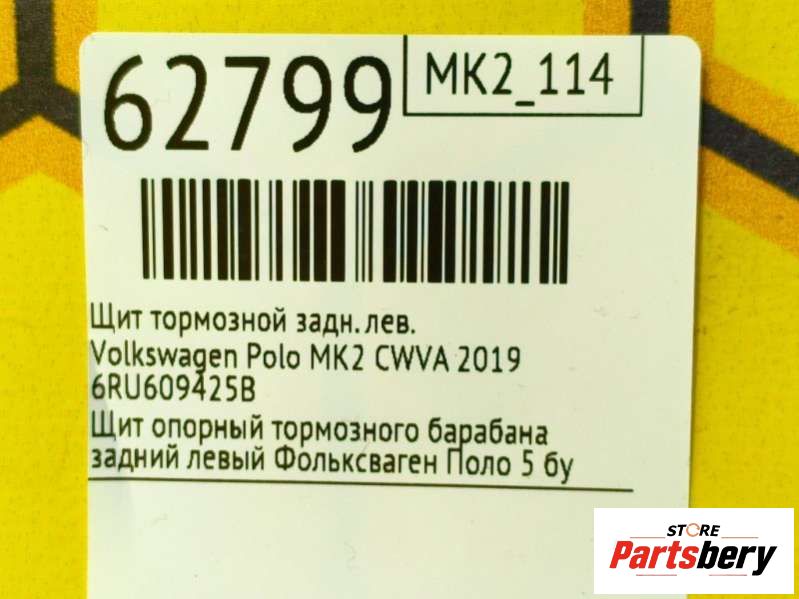 62799
MK2_114
Щит тормозной задн. лев.
Volkswagen Polo MK2 CWVA 2019
6RU609425B
Щит опорный тормозного барабана
задний левый Фольксваген Поло 5 бу
STORE
Partsbery